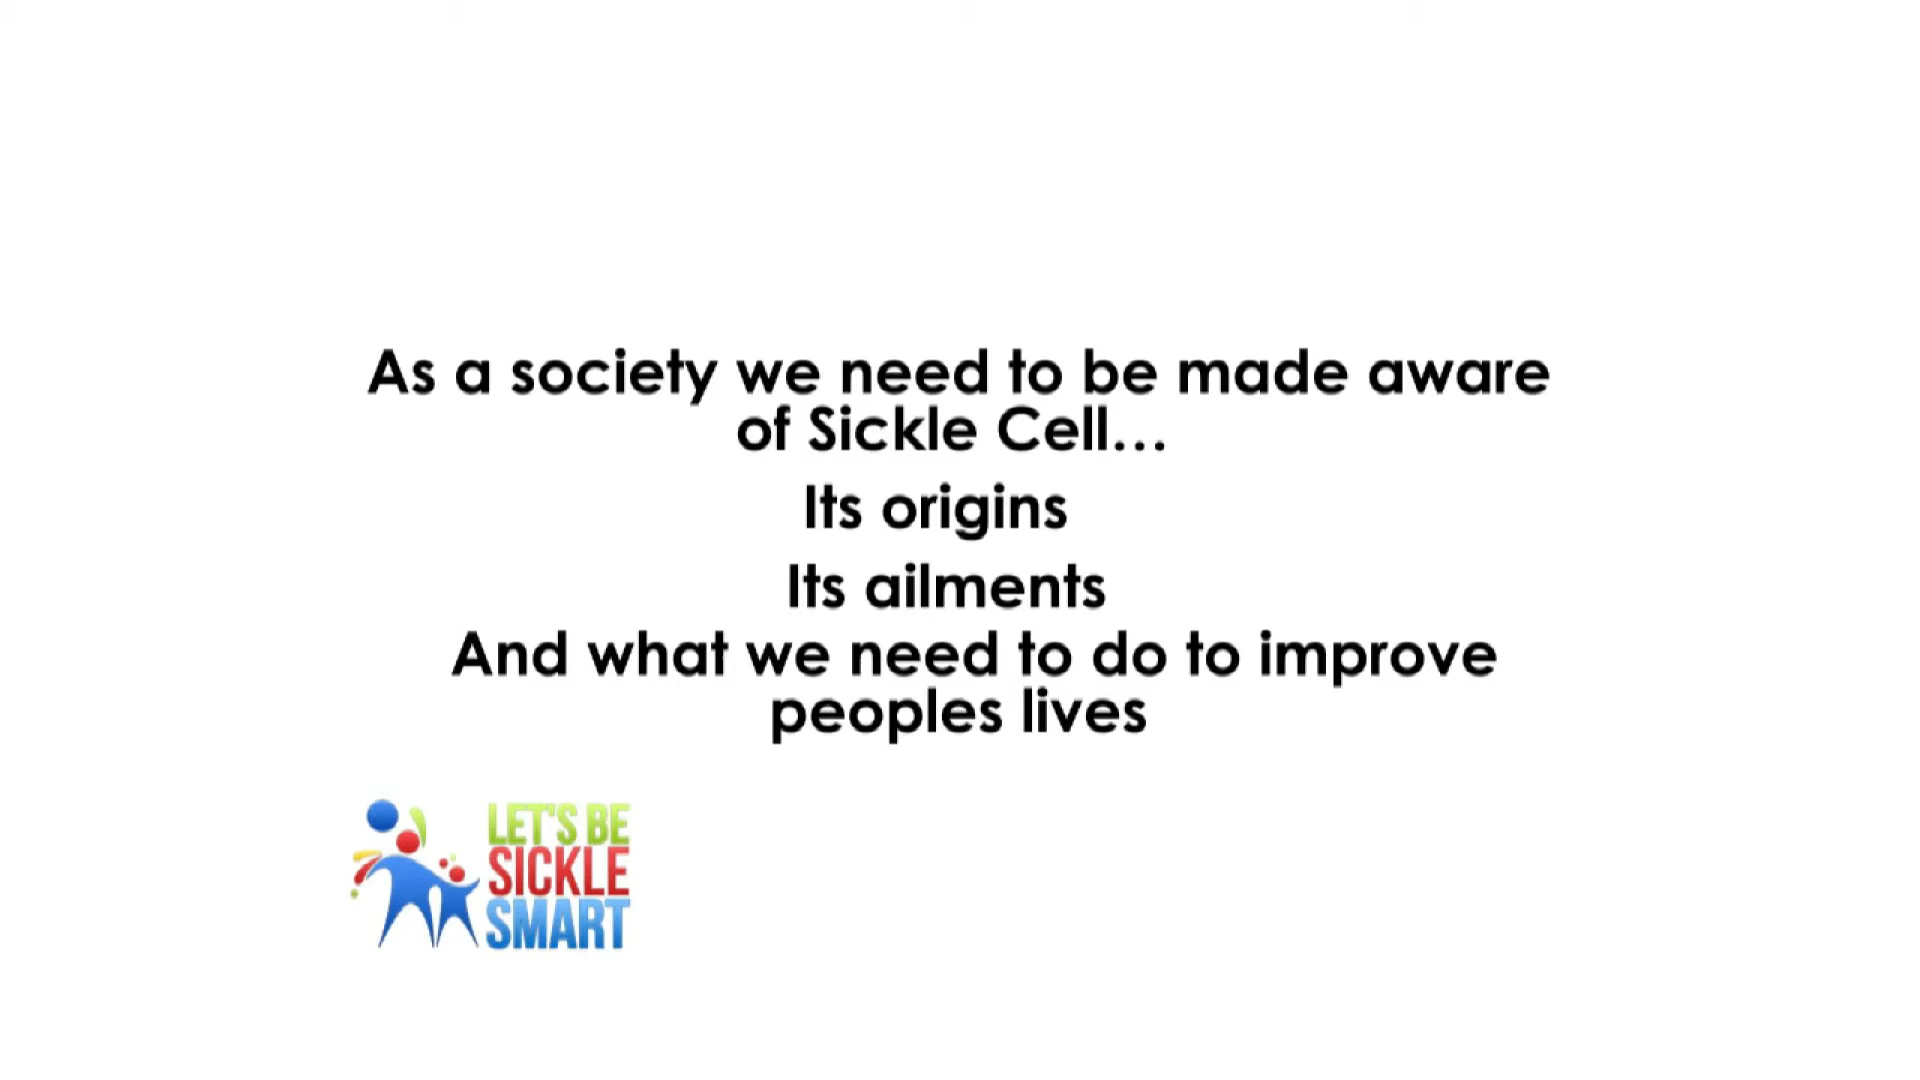 As a society we need to be made aware
of Sickle Cell...
Its origins
Its ailments
And what we need to do to improve
peoples lives
LET'S BE
SICKLE
SMART